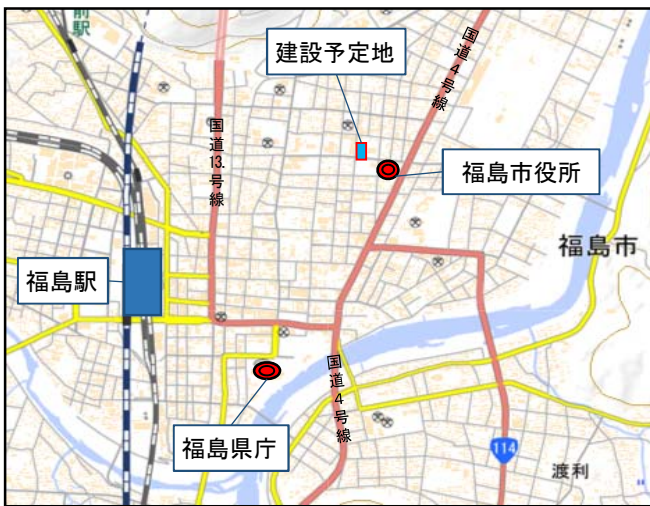 前駅
建設予定地
国道4号線
国道13号線
福島市役所
福島市
福島駅
国道4号線
福島県庁
114
渡利